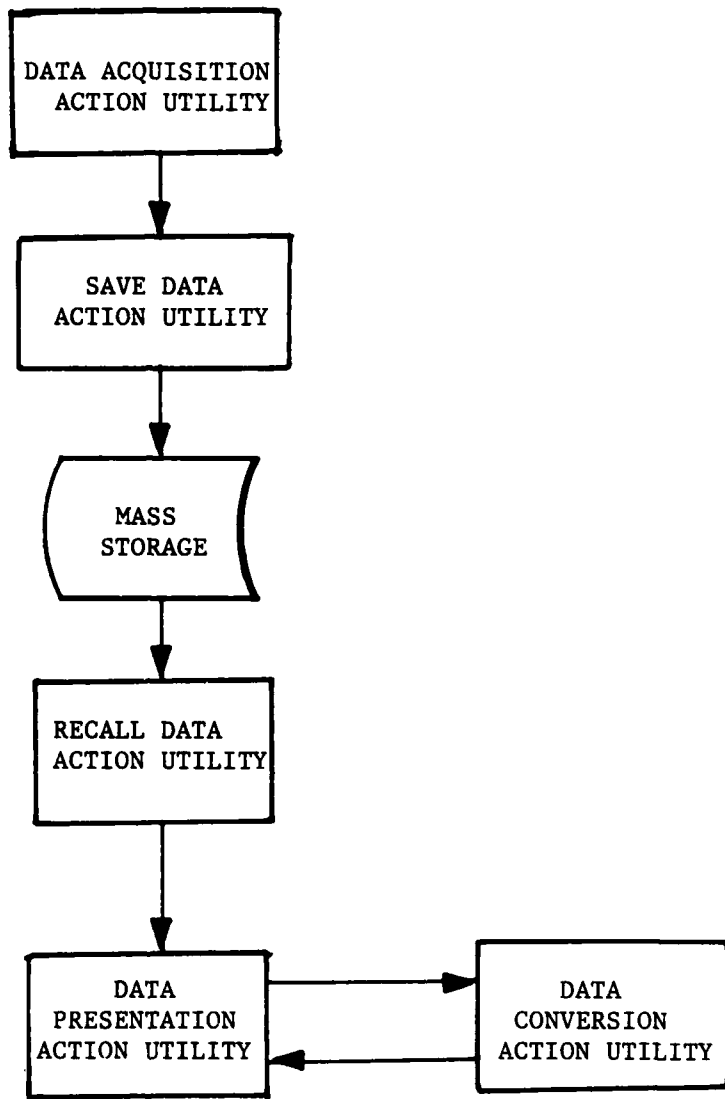 DATA ACQUISITION
ACTION UTILITY
SAVE DATA
ACTION UTILITY
MASS
STORAGE
RECALL DATA
ACTION UTILITY
DATA
PRESENTATION
ACTION UTILITY
DATA
CONVERSION
ACTION UTILITY